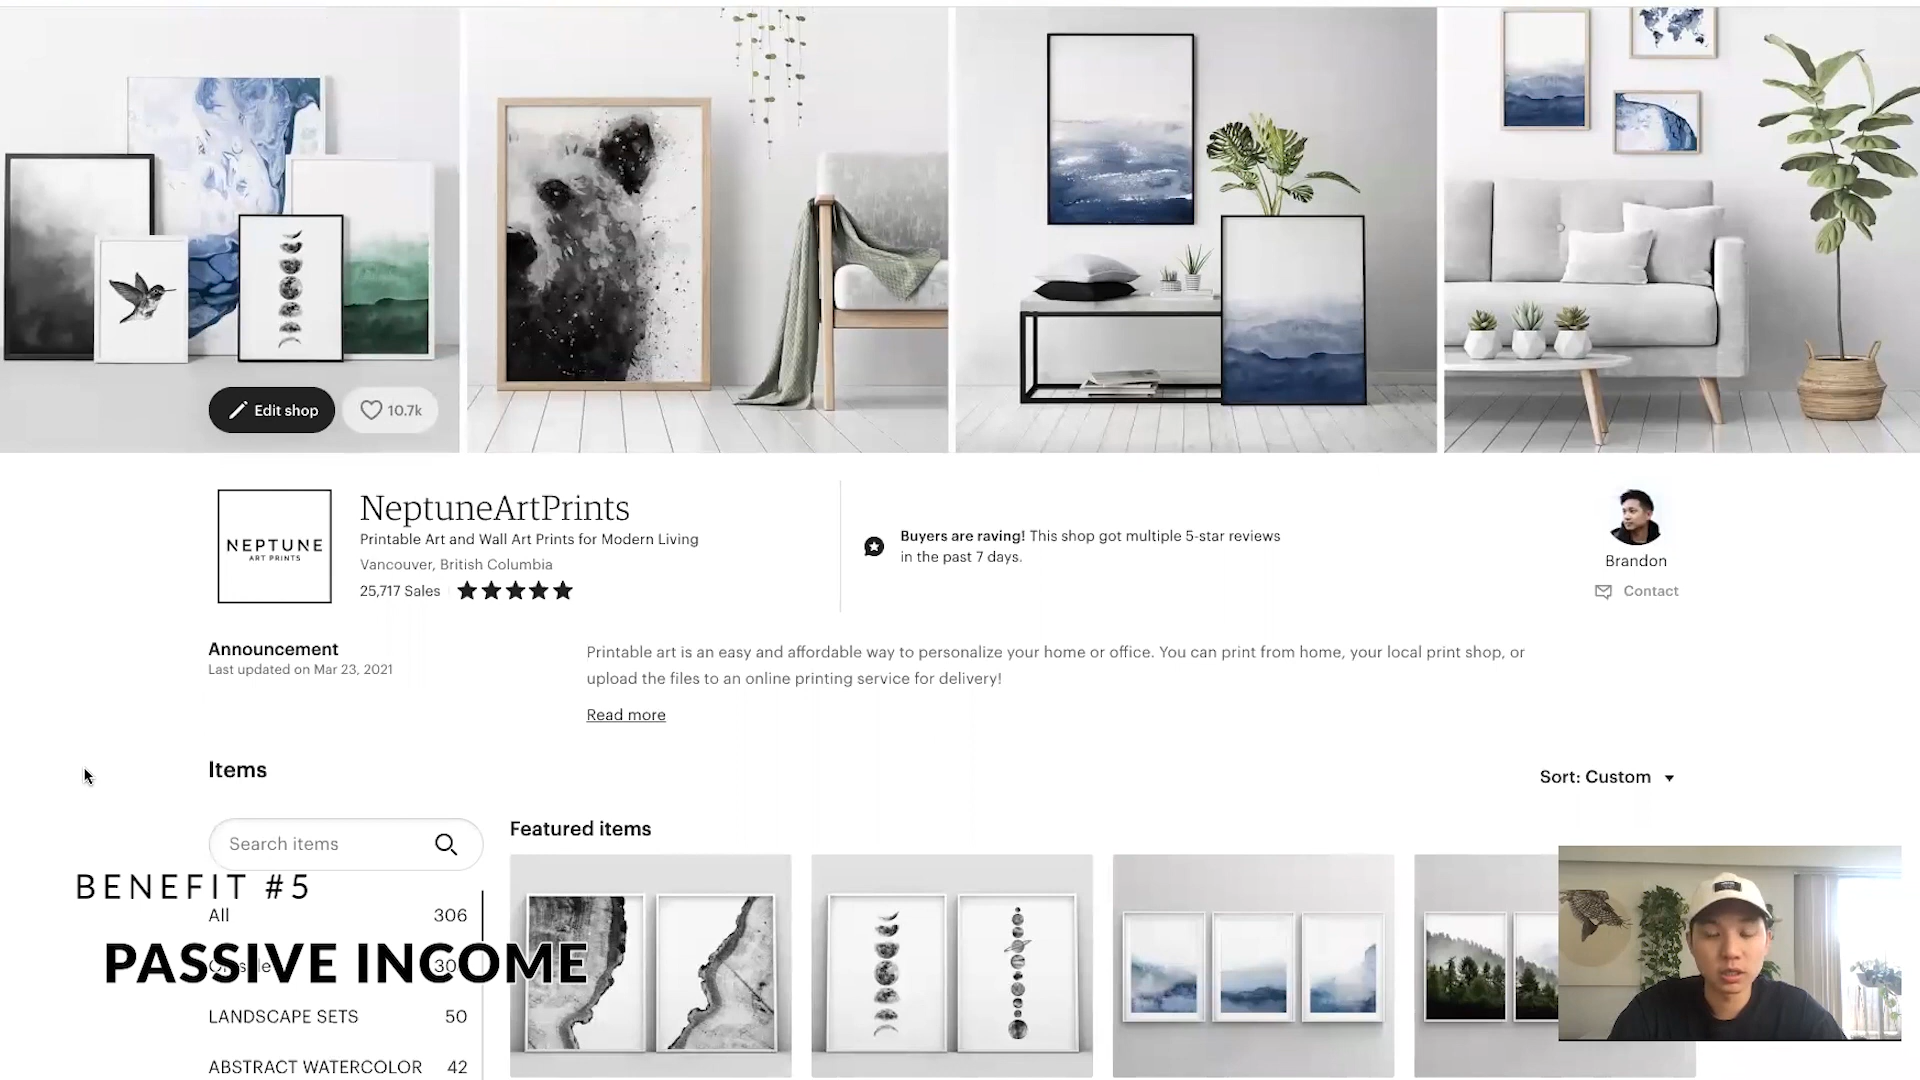 Edit shop
10.7k
NEPTUNE
ART PRINTS
NeptuneArtPrints
Printable Art and Wall Art Prints for Modern Living
Vancouver, British Columbia
25,717 Sales
Buyers are raving! This shop got multiple 5-star reviews
in the past 7 days.
Brandon
Contact
Announcement
Last updated on Mar 23, 2021
Printable art is an easy and affordable way to personalize your home or office. You can print from home, your local print shop, or
upload the files to an online printing service for delivery!
Read more
Items
Sort: Custom
Search items
Featured items
BENEFIT #5
All 306
PASSIVE INCOME
LANDSCAPE SETS 50
ABSTRACT WATERCOLOR 42